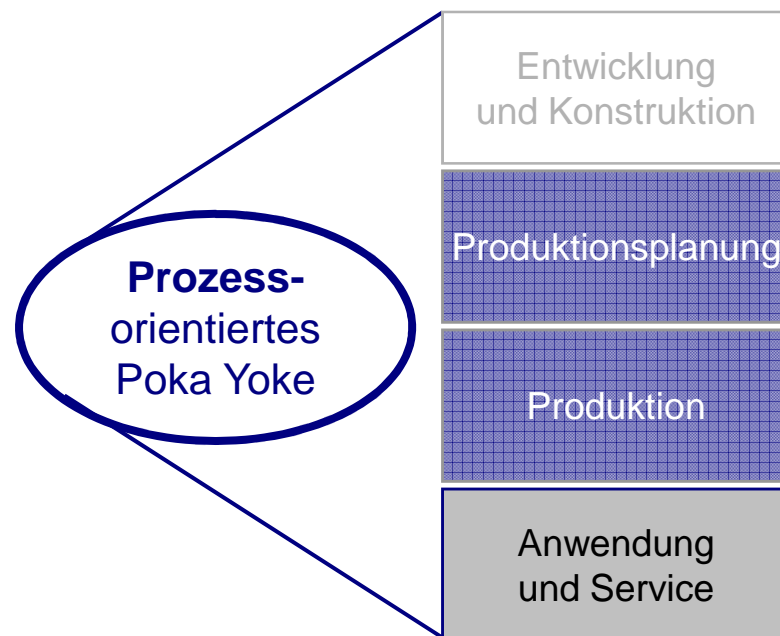 Entwicklung
und Konstruktion
Produktionsplanung
Prozess-
orientiertes
Poka Yoke
Produktion
Anwendung
und Service